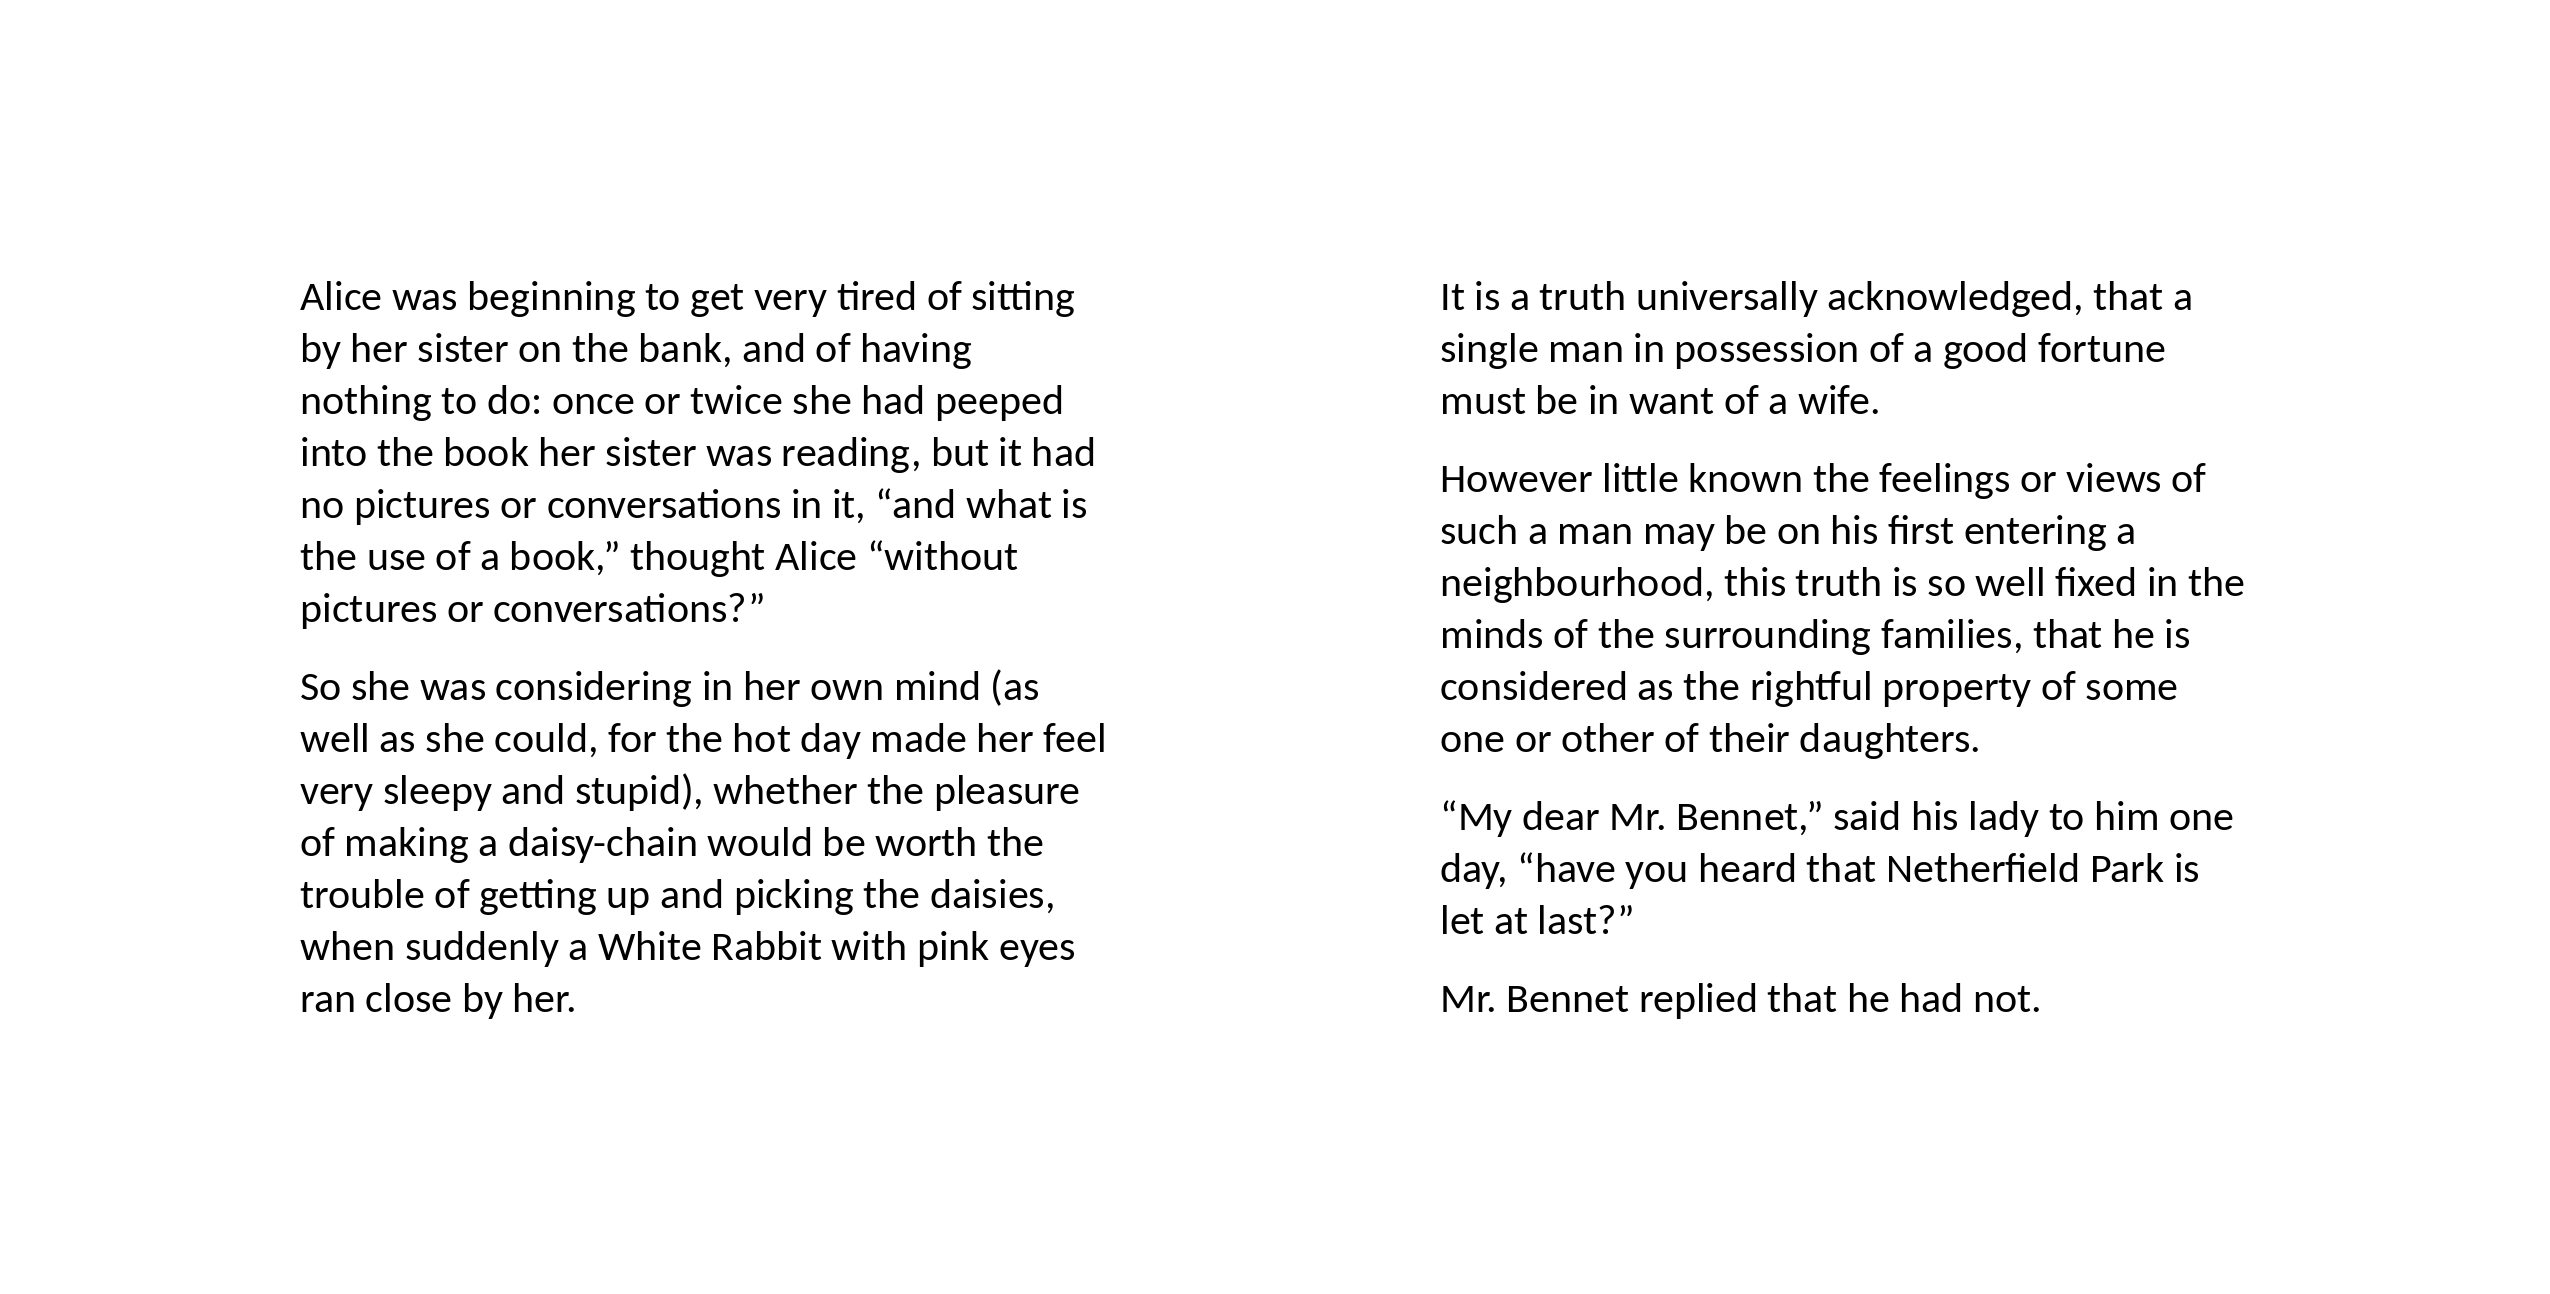 Alice was beginning to get very tired of sitting
by her sister on the bank, and of having
nothing to do: once or twice she had peeped
into the book her sister was reading, but it had
no pictures or conversations in it, “and what is
the use of a book,” thought Alice “without
pictures or conversations?”
So she was considering in her own mind (as
well as she could, for the hot day made her feel
very sleepy and stupid), whether the pleasure
of making a daisy-chain would be worth the
trouble of getting up and picking the daisies,
when suddenly a White Rabbit with pink eyes
ran close by her.
It is a truth universally acknowledged, that a
single man in possession of a good fortune
must be in want of a wife.
However little known the feelings or views of
such a man may be on his first entering a
neighbourhood, this truth is so well fixed in the
minds of the surrounding families, that he is
considered as the rightful property of some
one or other of their daughters.
“My dear Mr. Bennet,” said his lady to him one
day, “have you heard that Netherfield Park is
let at last?”
Mr. Bennet replied that he had not.